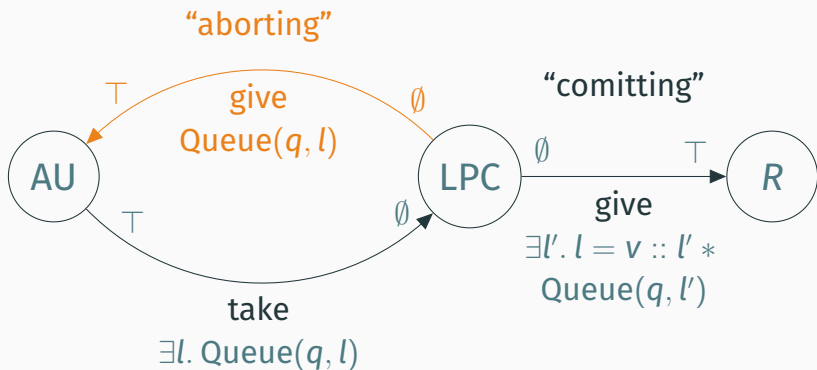 “aborting”
⊤
give
∅
Queue(q, l)
“comitting”
AU
LPC
∅
⊤
R
⊤
∅
give
∃l′. l = v :: l′ ∗
Queue(q, l′)
take
∃l. Queue(q, l)